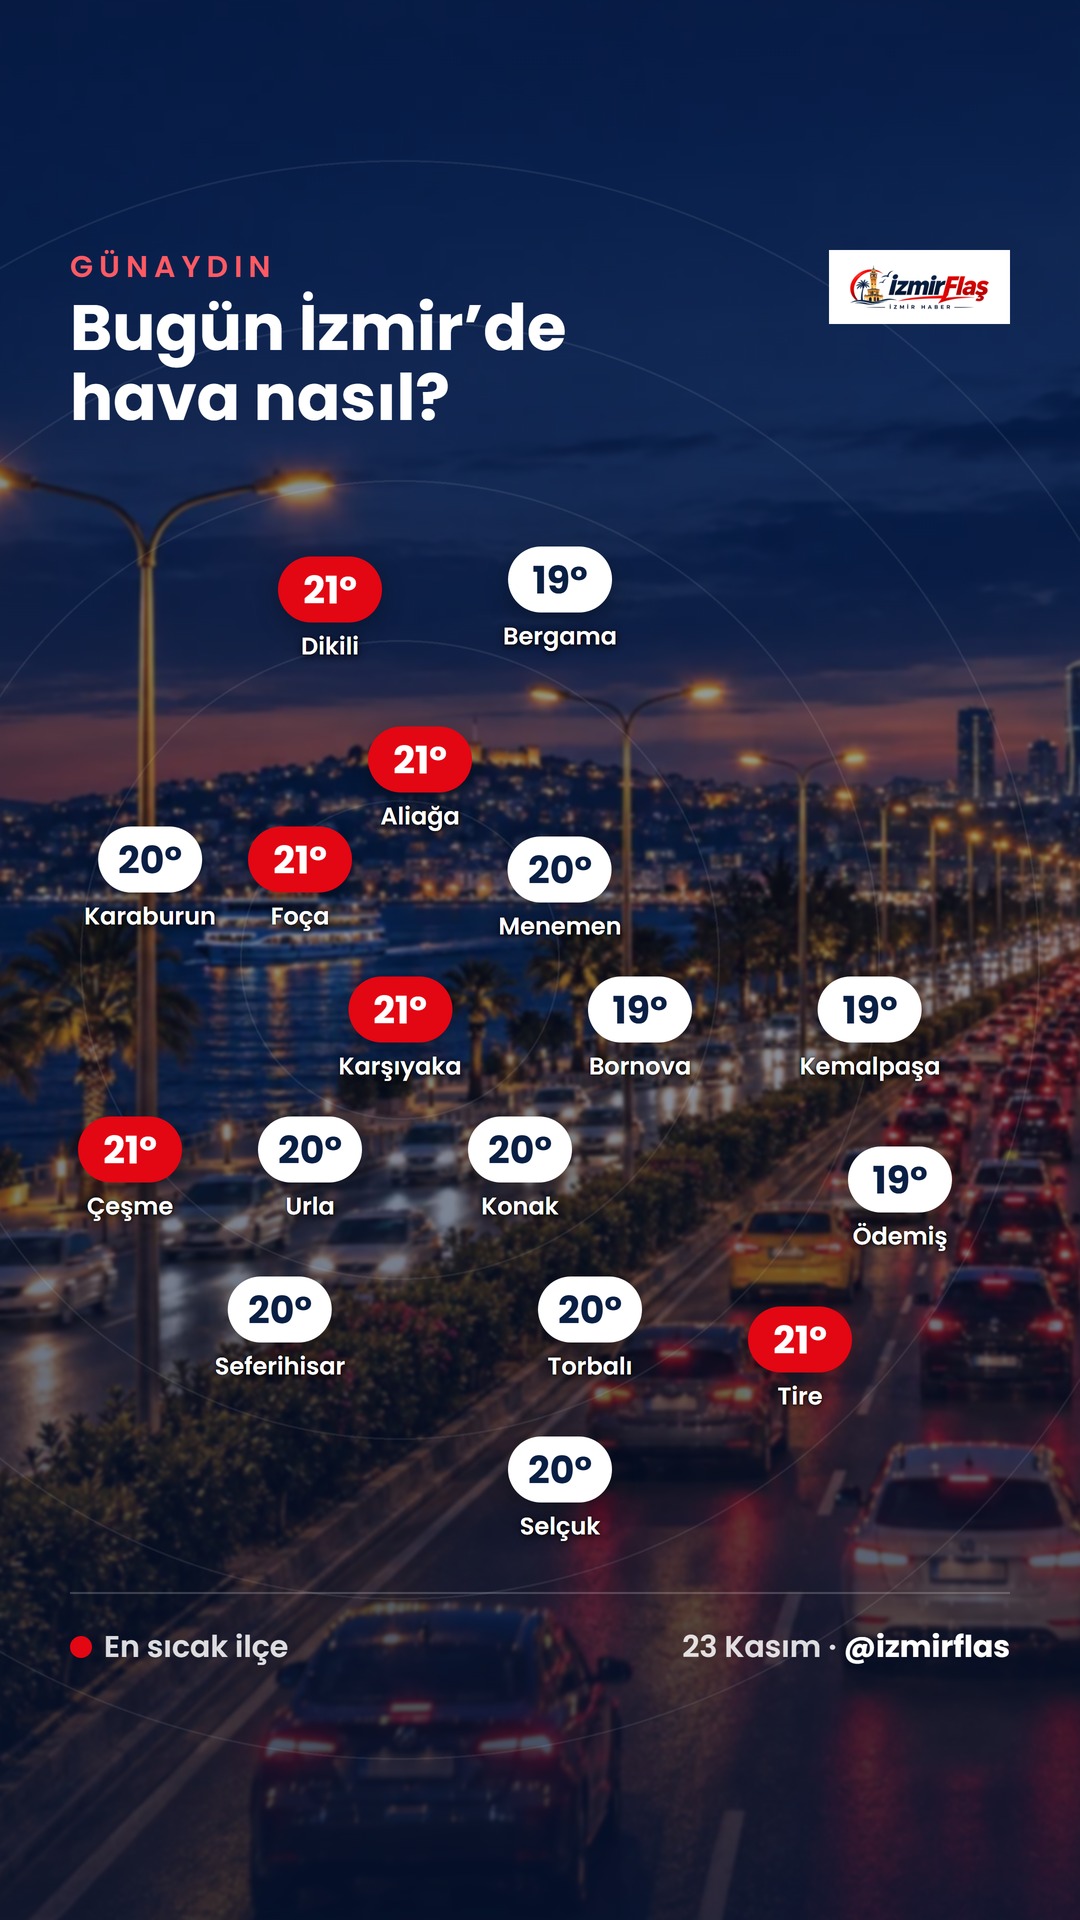 GÜNAYDIN
Bugün İzmir’de
hava nasıl?
izmirFlaş
İZMİR HABER
21°
Dikili
19°
Bergama
21°
Aliağa
20°
Karaburun
21°
Foça
20°
Menemen
21°
Karşıyaka
19°
Bornova
19°
Kemalpaşa
21°
Çeşme
20°
Urla
20°
Konak
19°
Ödemiş
20°
Seferihisar
20°
Torbalı
21°
Tire
20°
Selçuk
En sıcak ilçe
23 Kasım · @izmirflas